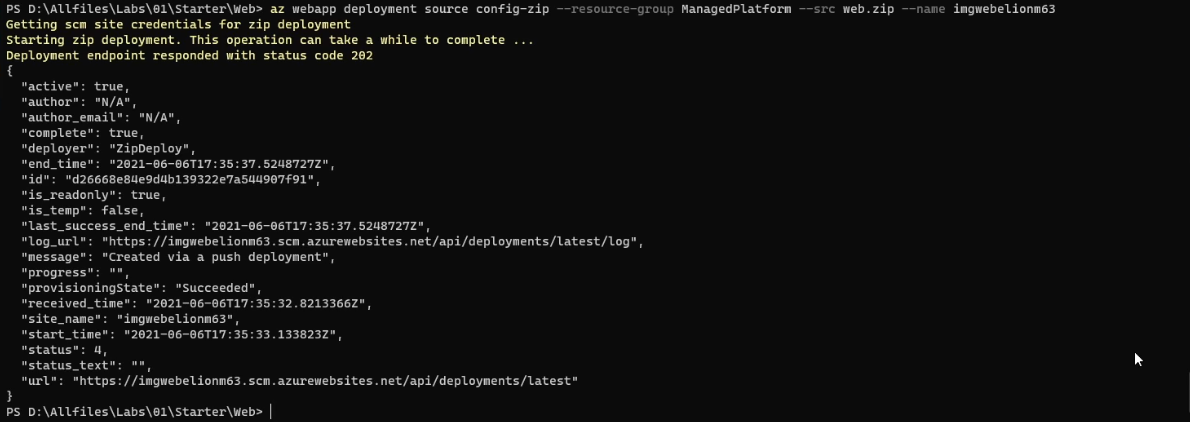 PS D:\Allfiles\Labs\01\Starter\Web> az webapp deployment source config-zip --resource-group ManagedPlatform --src web.zip --name imgwebelionm63
Getting scm site credentials for zip deployment
Starting zip deployment. This operation can take a while to complete ...
Deployment endpoint responded with status code 202
{
  "active": true,
  "author": "N/A",
  "author_email": "N/A",
  "complete": true,
  "deployer": "ZipDeploy",
  "end_time": "2021-06-06T17:35:37.5248727Z",
  "id": "d26668e84e9d4b139322e7a544907f91",
  "is_readonly": true,
  "is_temp": false,
  "last_success_end_time": "2021-06-06T17:35:37.5248727Z",
  "log_url": "https://imgwebelionm63.scm.azurewebsites.net/api/deployments/latest/log",
  "message": "Created via a push deployment",
  "progress": "",
  "provisioningState": "Succeeded",
  "received_time": "2021-06-06T17:35:32.8213366Z",
  "site_name": "imgwebelionm63",
  "start_time": "2021-06-06T17:35:33.133823Z",
  "status": 4,
  "status_text": "",
  "url": "https://imgwebelionm63.scm.azurewebsites.net/api/deployments/latest"
}
PS D:\Allfiles\Labs\01\Starter\Web>